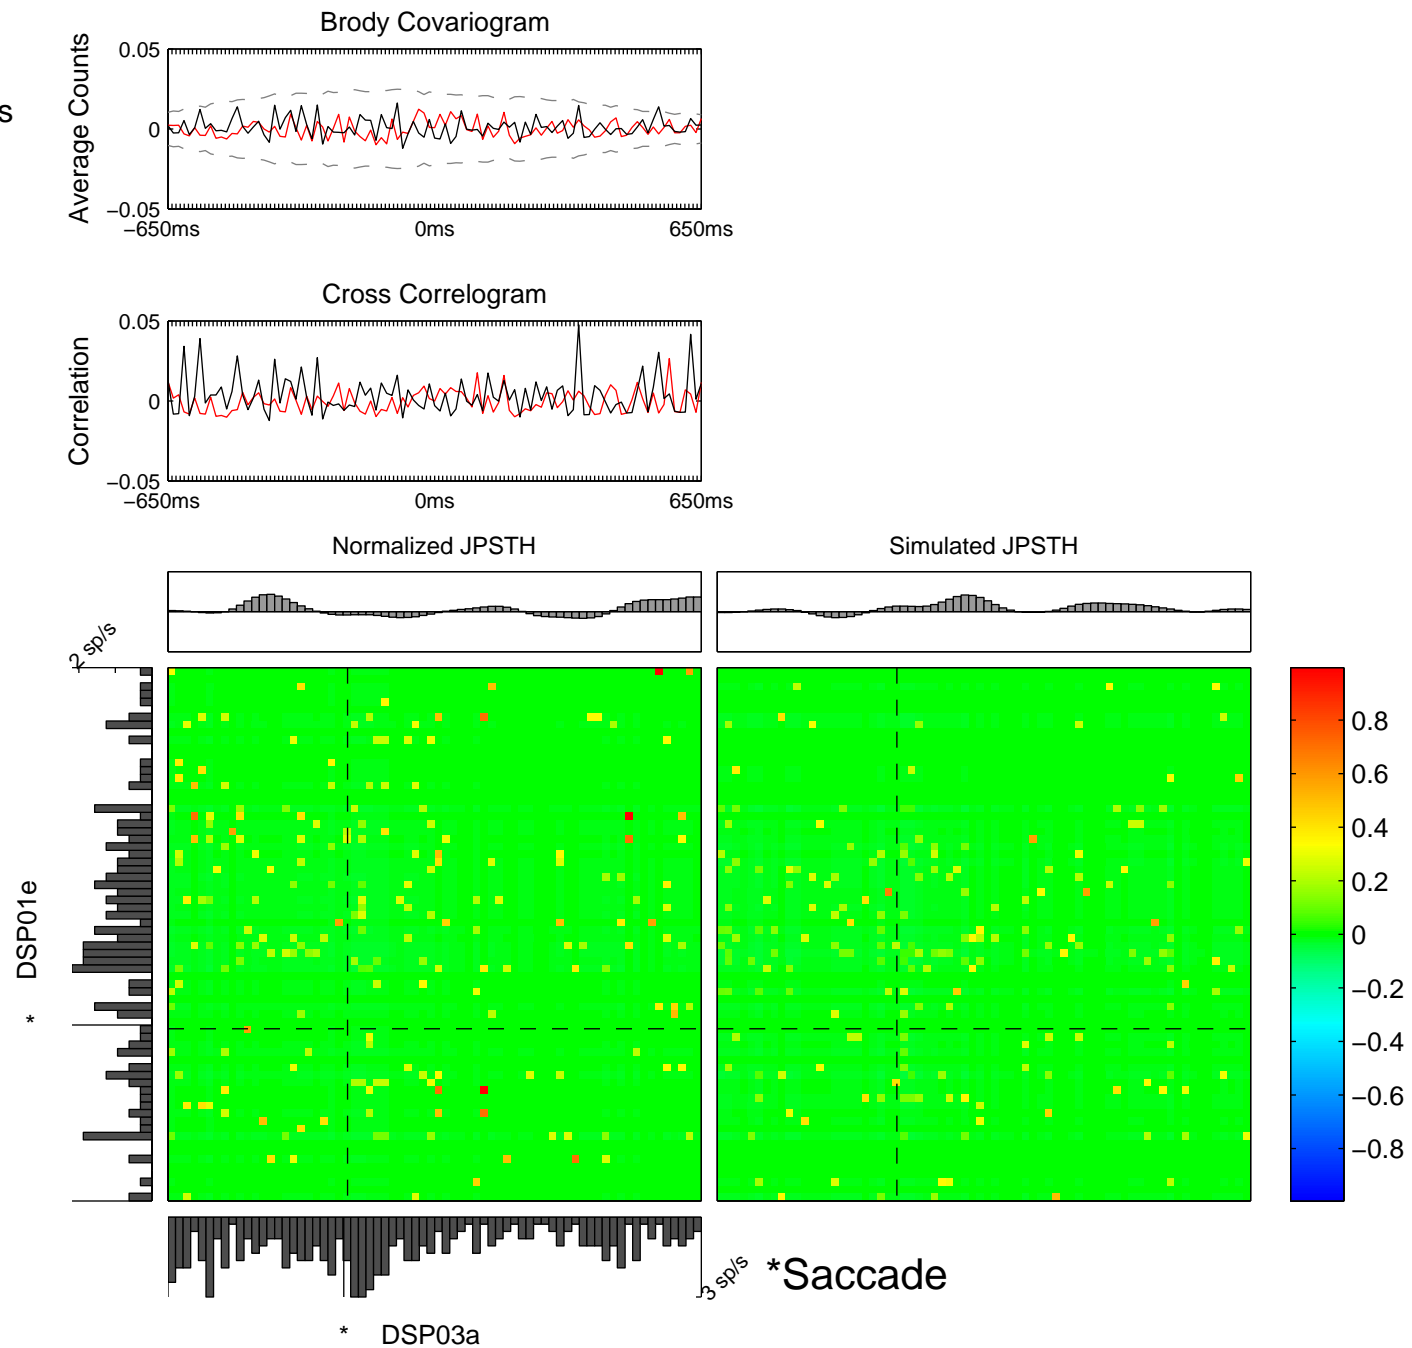 Brody Covariogram
s
Average Counts
0.05
0
−0.05
−650ms
0ms
650ms
Cross Correlogram
Correlation
0.05
0
−0.05
−650ms
0ms
650ms
Normalized JPSTH
Simulated JPSTH
2 sp/s
* DSP01e
0.8
0.6
0.4
0.2
0
−0.2
−0.4
−0.6
−0.8
3 sp/s
*Saccade
* DSP03a